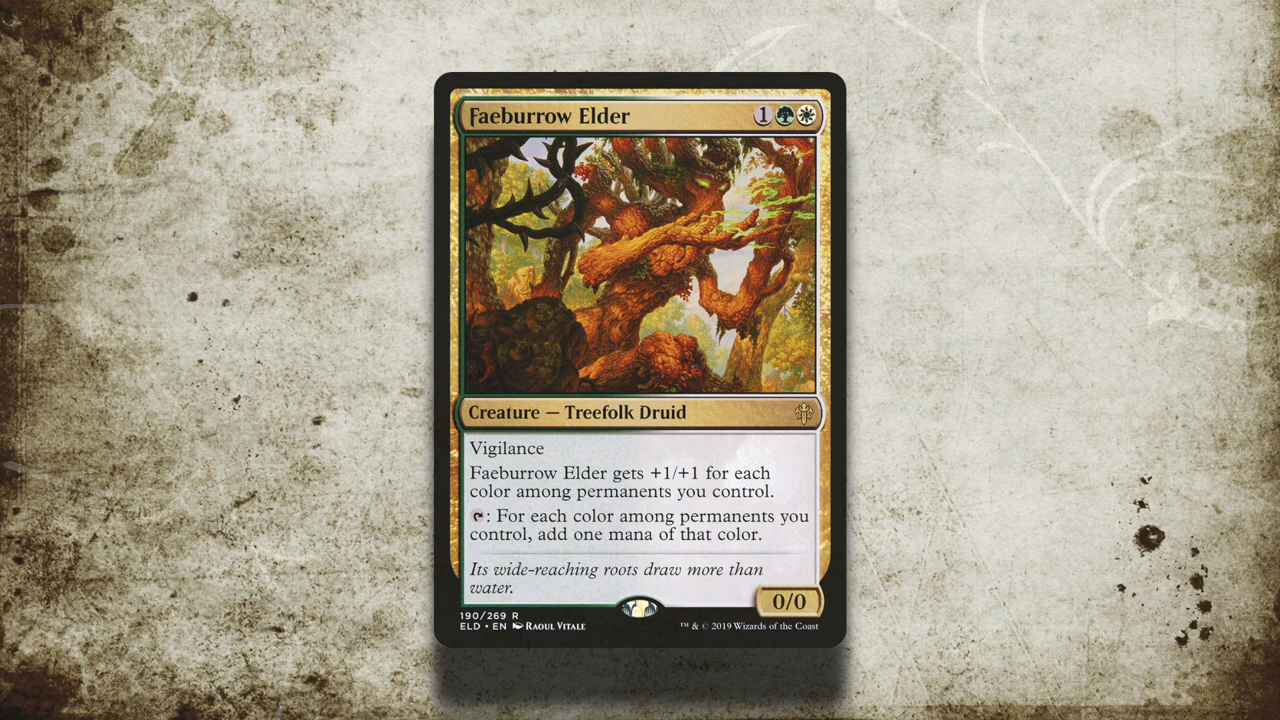 Faeburrow Elder 1
Creature — Treefolk Druid
Vigilance
Faeburrow Elder gets +1/+1 for each
color among permanents you control.
: For each color among permanents you
control, add one mana of that color.
Its wide-reaching roots draw more than
water.
0/0
190/269 R
ELD • EN Raoul Vitale
™ & © 2019 Wizards of the Coast